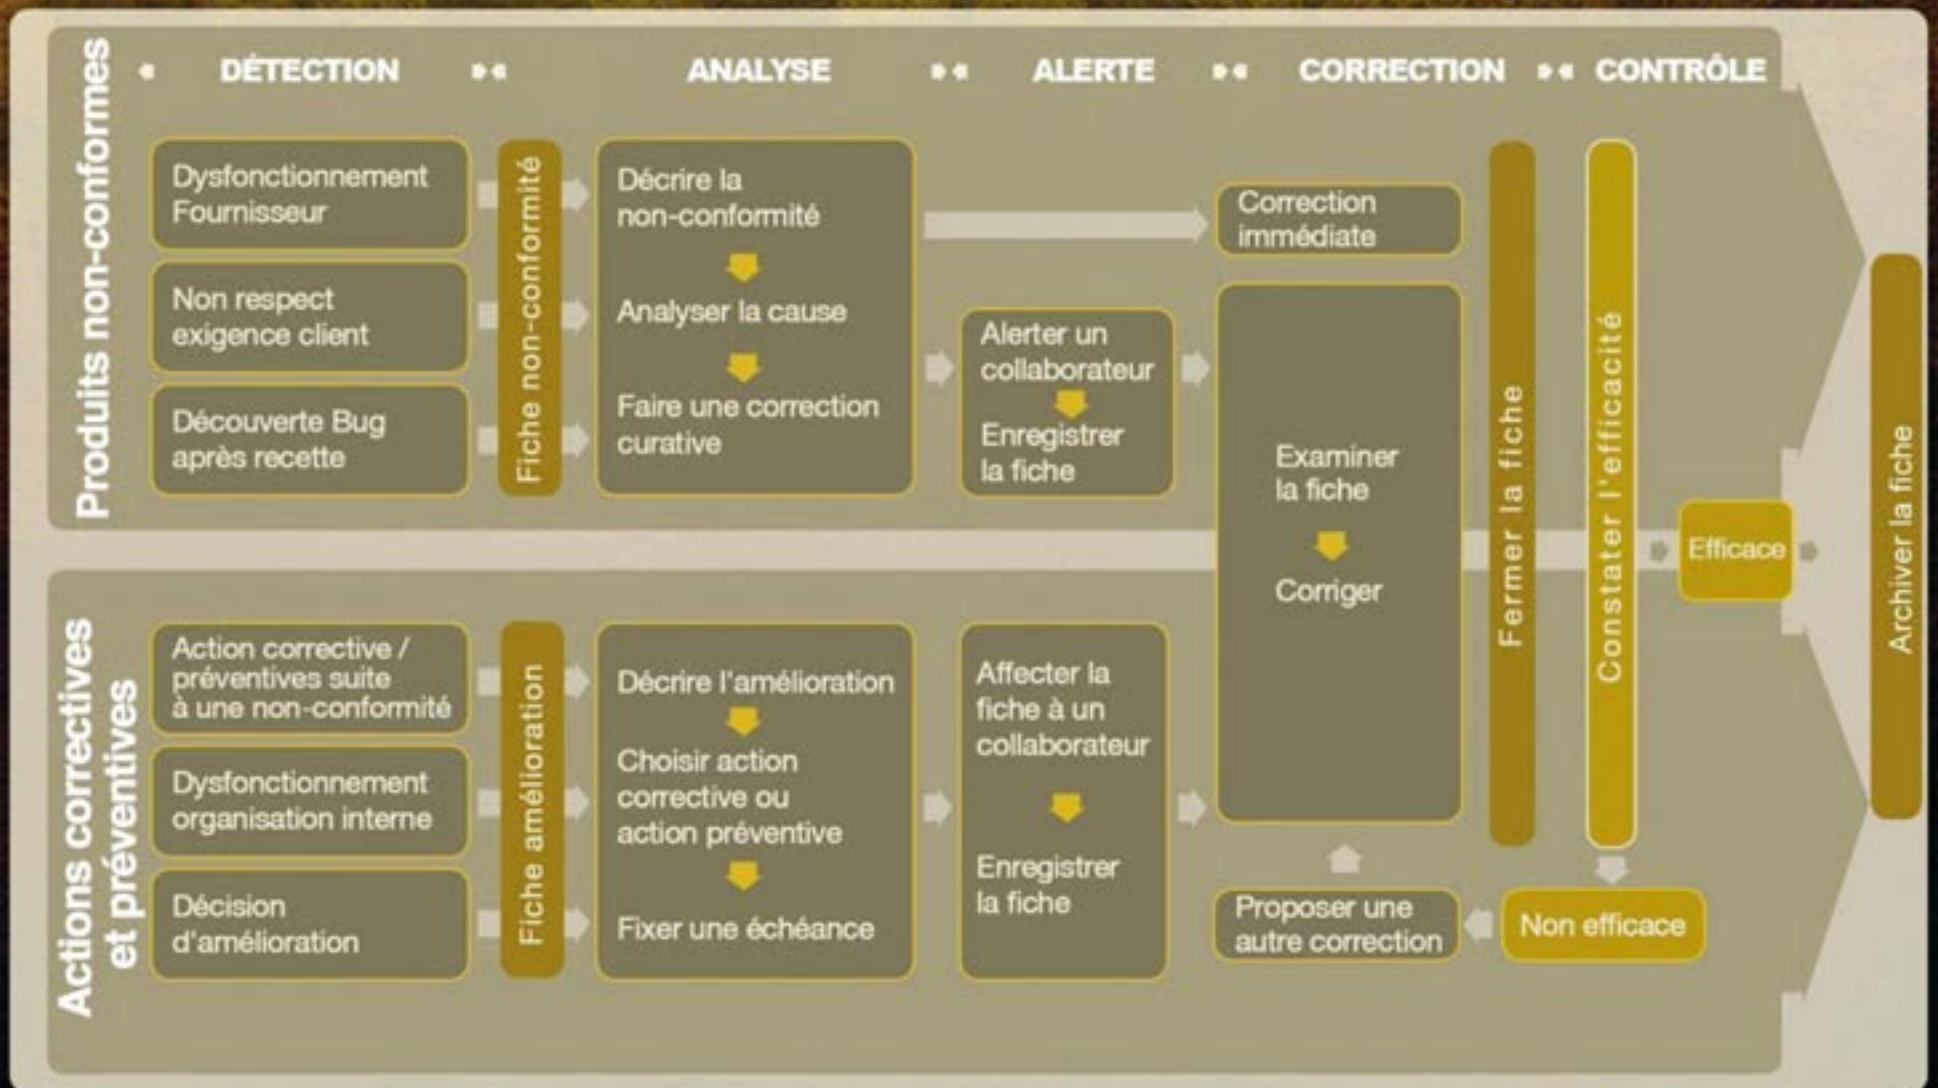 DÉTECTION
ANALYSE
ALERTE
CORRECTION
CONTRÔLE
Produits non-conformes
Dysfonctionnement
Fournisseur
Non respect
exigence client
Découverte Bug
après recette
Fiche non-conformité
Décrire la
non-conformité
Analyser la cause
Faire une correction
curative
Alerter un
collaborateur
Enregistrer
la fiche
Correction
immédiate
Examiner
la fiche
Corriger
Fermer la fiche
Constater l'efficacité
Efficace
Archiver la fiche
Actions correctives
et préventives
Action corrective /
préventives suite
à une non-conformité
Dysfonctionnement
organisation interne
Décision
d'amélioration
Fiche amélioration
Décrire l'amélioration
Choisir action
corrective ou
action préventive
Fixer une échéance
Affecter la
fiche à un
collaborateur
Enregistrer
la fiche
Proposer une
autre correction
Non efficace